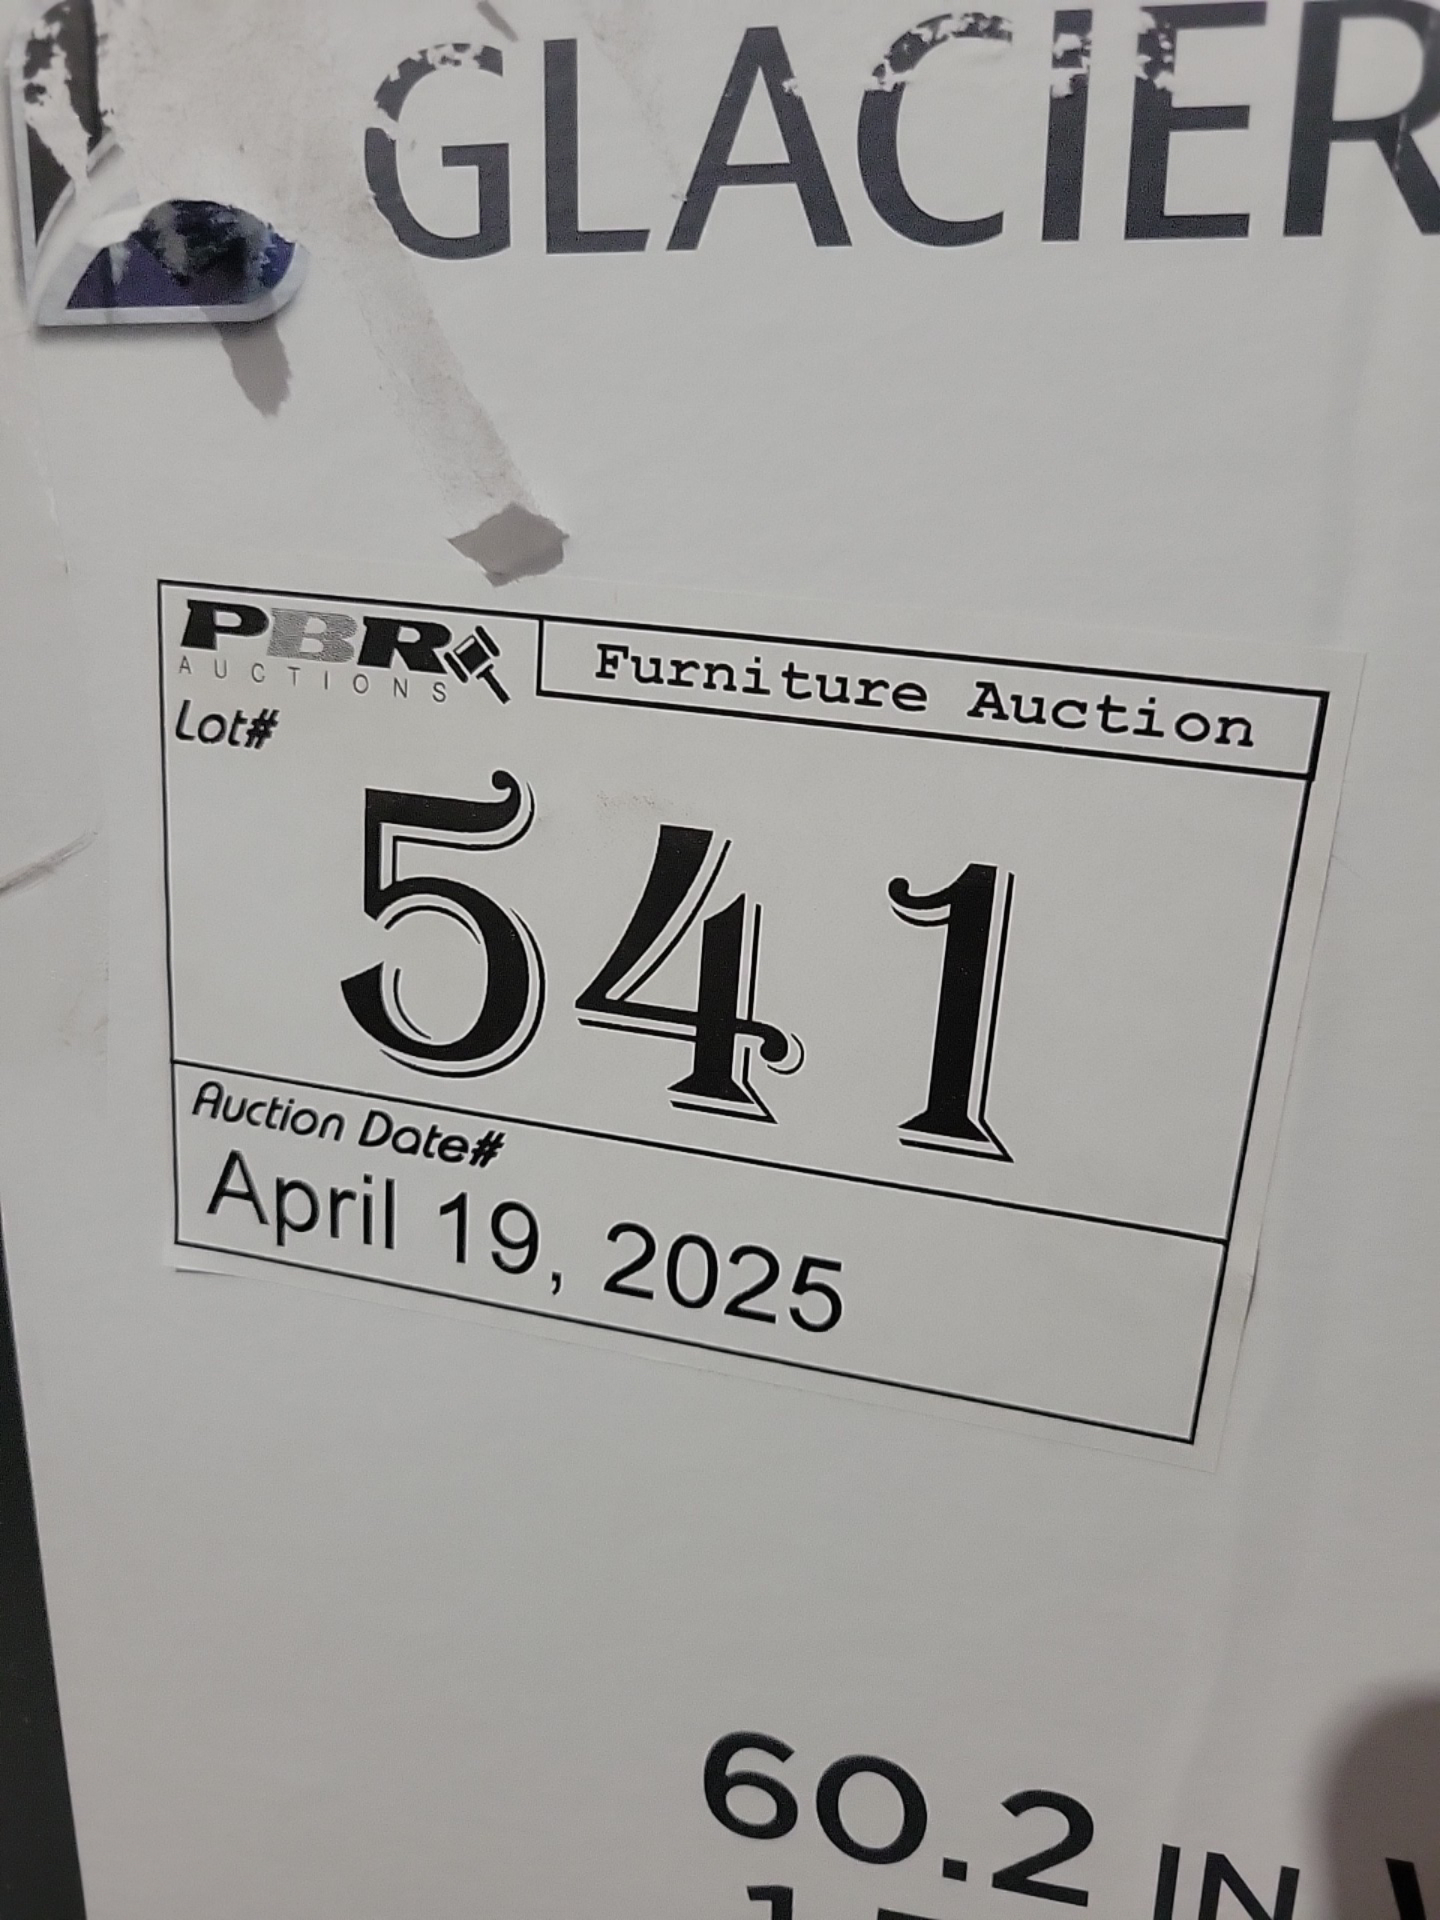 GLACIER
PBR
AUCTIONS
Furniture Auction
Lot#
541
Auction Date#
April 19, 2025
60.2 IN